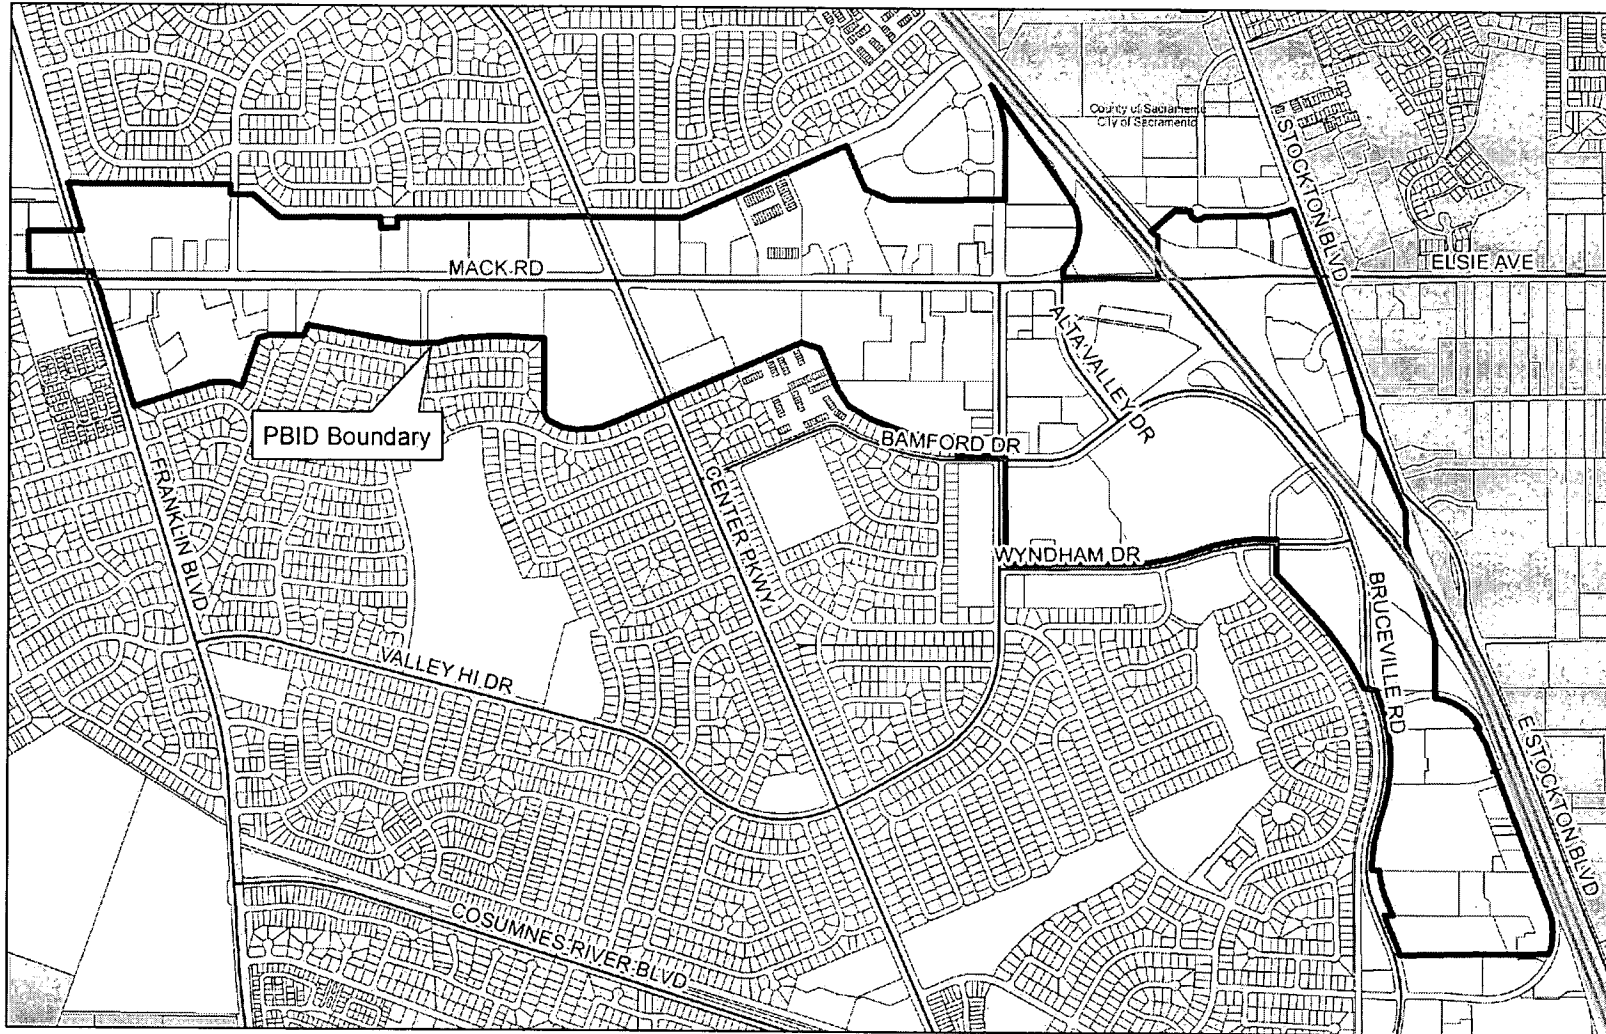 County of Sacramento
City of Sacramento
STOCKTON BLVD
MACK RD
ELSIE AVE
ALTA VALLEY DR
PBID Boundary
BAMFORD DR
FRANKLIN BLVD
CENTER PKWY
WYNDHAM DR
BRUCEVILLE RD
VALLEY HI DR
E STOCKTON BLVD
COSUMNES RIVER BLVD